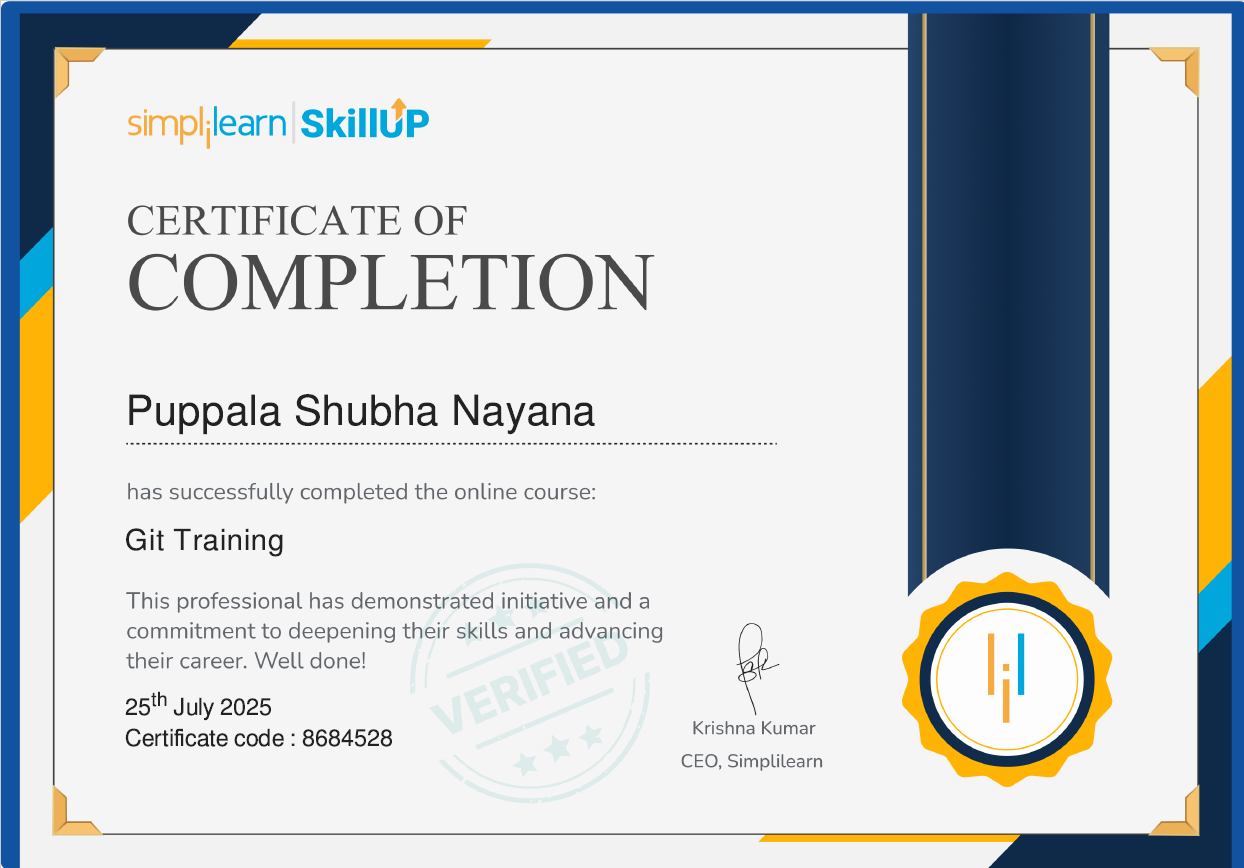 simplilearn | SkillUP
CERTIFICATE OF
COMPLETION
Puppala Shubha Nayana
has successfully completed the online course:
Git Training
This professional has demonstrated initiative and a
commitment to deepening their skills and advancing
their career. Well done!
25th July 2025
Certificate code : 8684528
VERIFIED
Krishna Kumar
CEO, Simplilearn